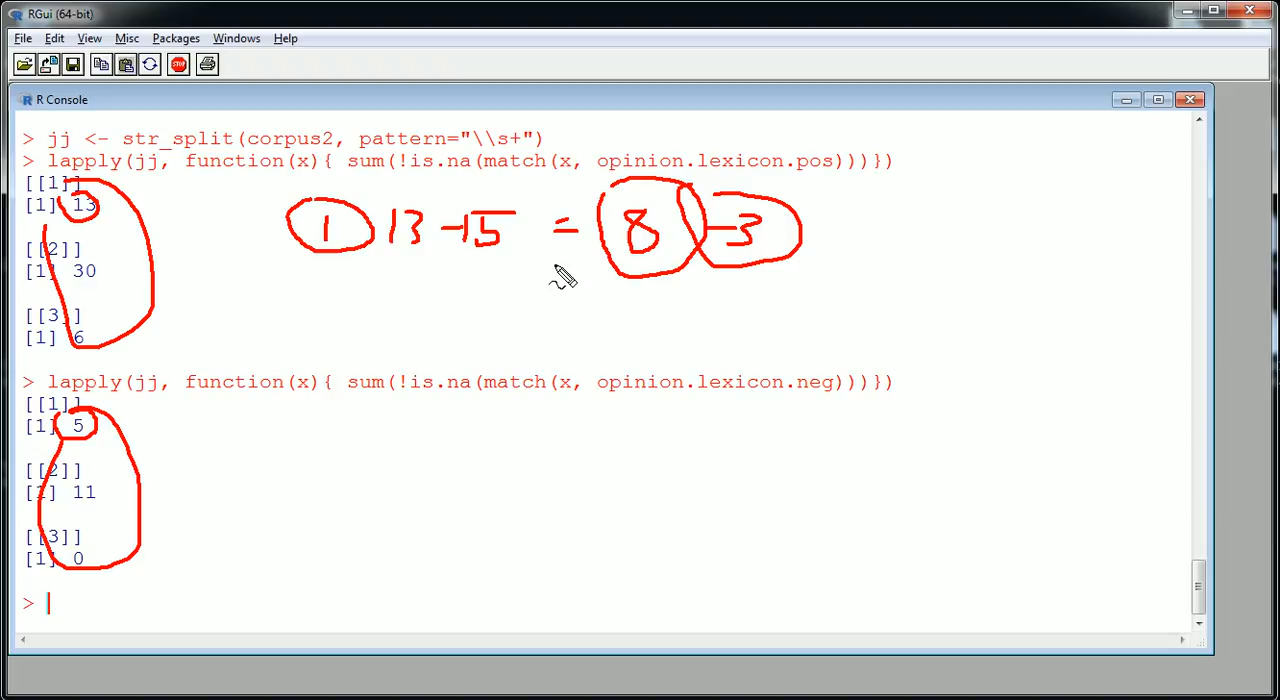 RGui (64-bit)
File Edit View Misc Packages Windows Help
STOP
R Console
> jj <- str_split(corpus2, pattern="\\s+")
> lapply(jj, function(x){ sum(!is.na(match(x, opinion.lexicon.pos)))})
[[1]]
[1] 13
1 13 -15 = 8 -3
[[2]]
[1] 30
[[3]]
[1] 6
> lapply(jj, function(x){ sum(!is.na(match(x, opinion.lexicon.neg)))})
[[1]]
[1] 5
[[2]]
[1] 11
[[3]]
[1] 0
>